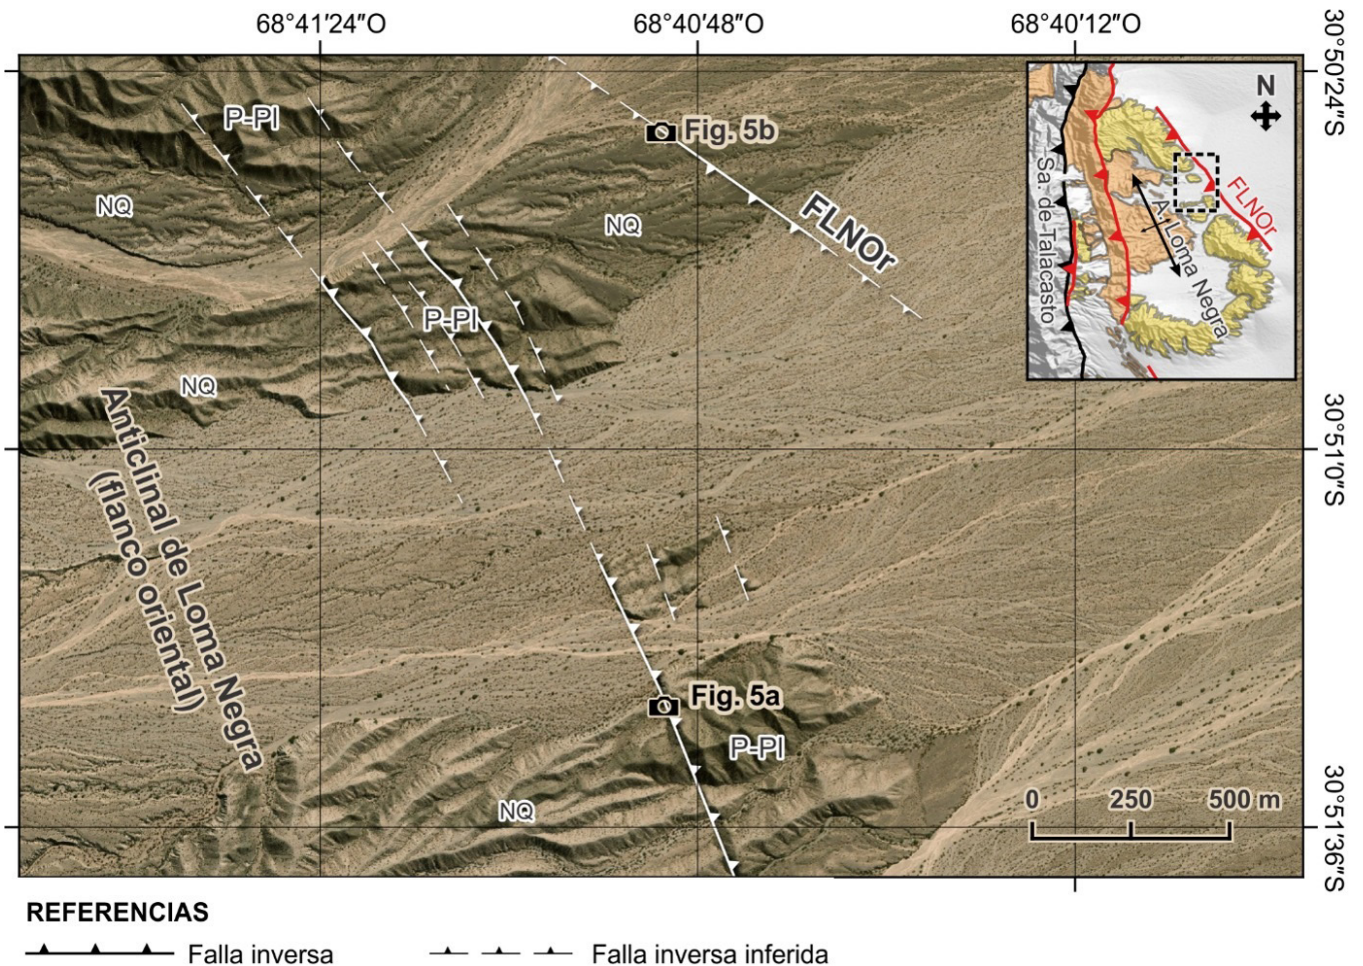 68°41′24″O
68°40′48″O
68°40′12″O
30°50′24″S
30°51′0″S
30°51′36″S
P-Pl
NQ
NQ
P-Pl
NQ
Fig. 5b
FLNOr
N
Sa. de Talacasto
A. Loma Negra
FLNOr
Anticlinal de Loma Negra
(flanco oriental)
Fig. 5a
P-Pl
NQ
0 250 500 m
REFERENCIAS
Falla inversa
Falla inversa inferida